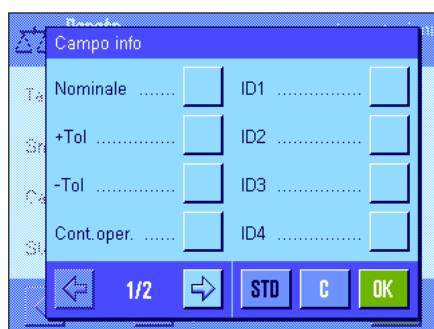 Campo info
Nominale ...... ID1 ...............
+Tol .............. ID2 ...............
-Tol .............. ID3 ...............
Cont.oper. ...... ID4 ...............
1/2 STD C OK